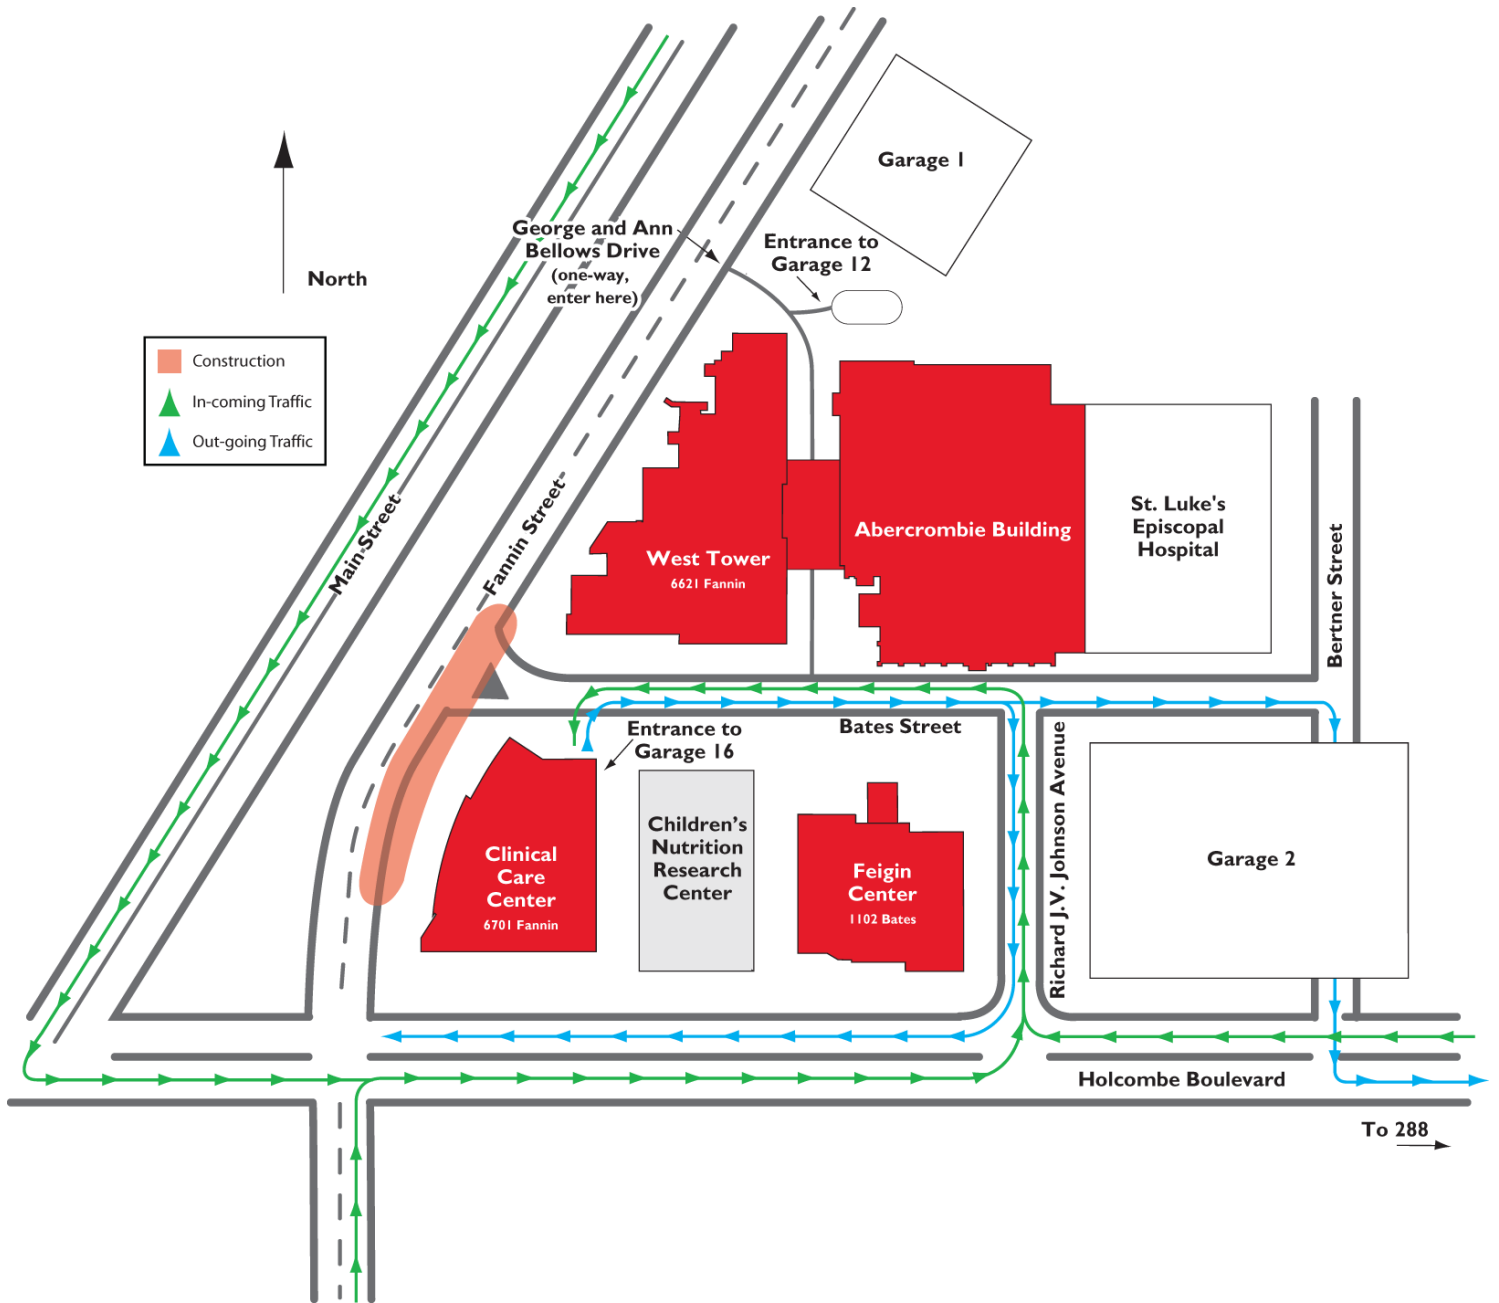 Garage 1
George and Ann
Bellows Drive
(one-way,
enter here)
Entrance to
Garage 12
North
Construction
In-coming Traffic
Out-going Traffic
Main Street
Fannin Street
West Tower
6621 Fannin
Abercrombie Building
St. Luke's
Episcopal
Hospital
Bertner Street
Bates Street
Entrance to
Garage 16
Richard J.V. Johnson Avenue
Clinical
Care
Center
6701 Fannin
Children’s
Nutrition
Research
Center
Feigin
Center
1102 Bates
Garage 2
Holcombe Boulevard
To 288